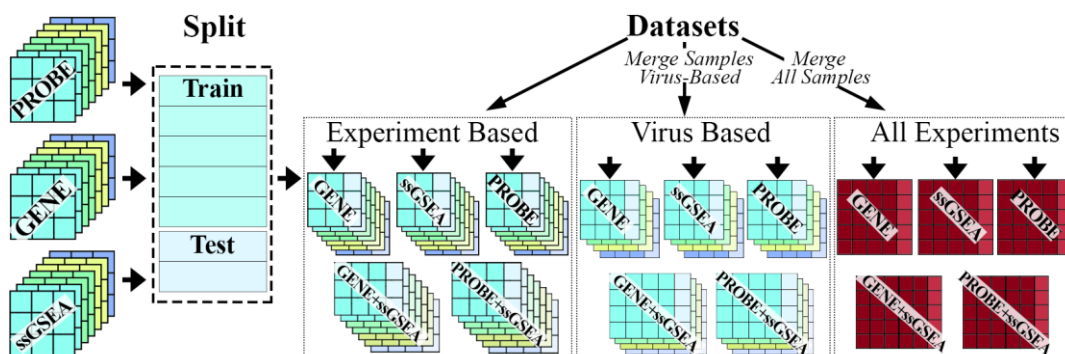 Split
Datasets
PROBE
GENE
ssGSEA
Train
Test
Merge Samples
Virus-Based
Merge
All Samples
Experiment Based
GENE
ssGSEA
PROBE
GENE+ssGSEA
PROBE+ssGSEA
Virus Based
GENE
ssGSEA
PROBE
GENE+ssGSEA
PROBE+ssGSEA
All Experiments
GENE
ssGSEA
PROBE
GENE+ssGSEA
PROBE+ssGSEA